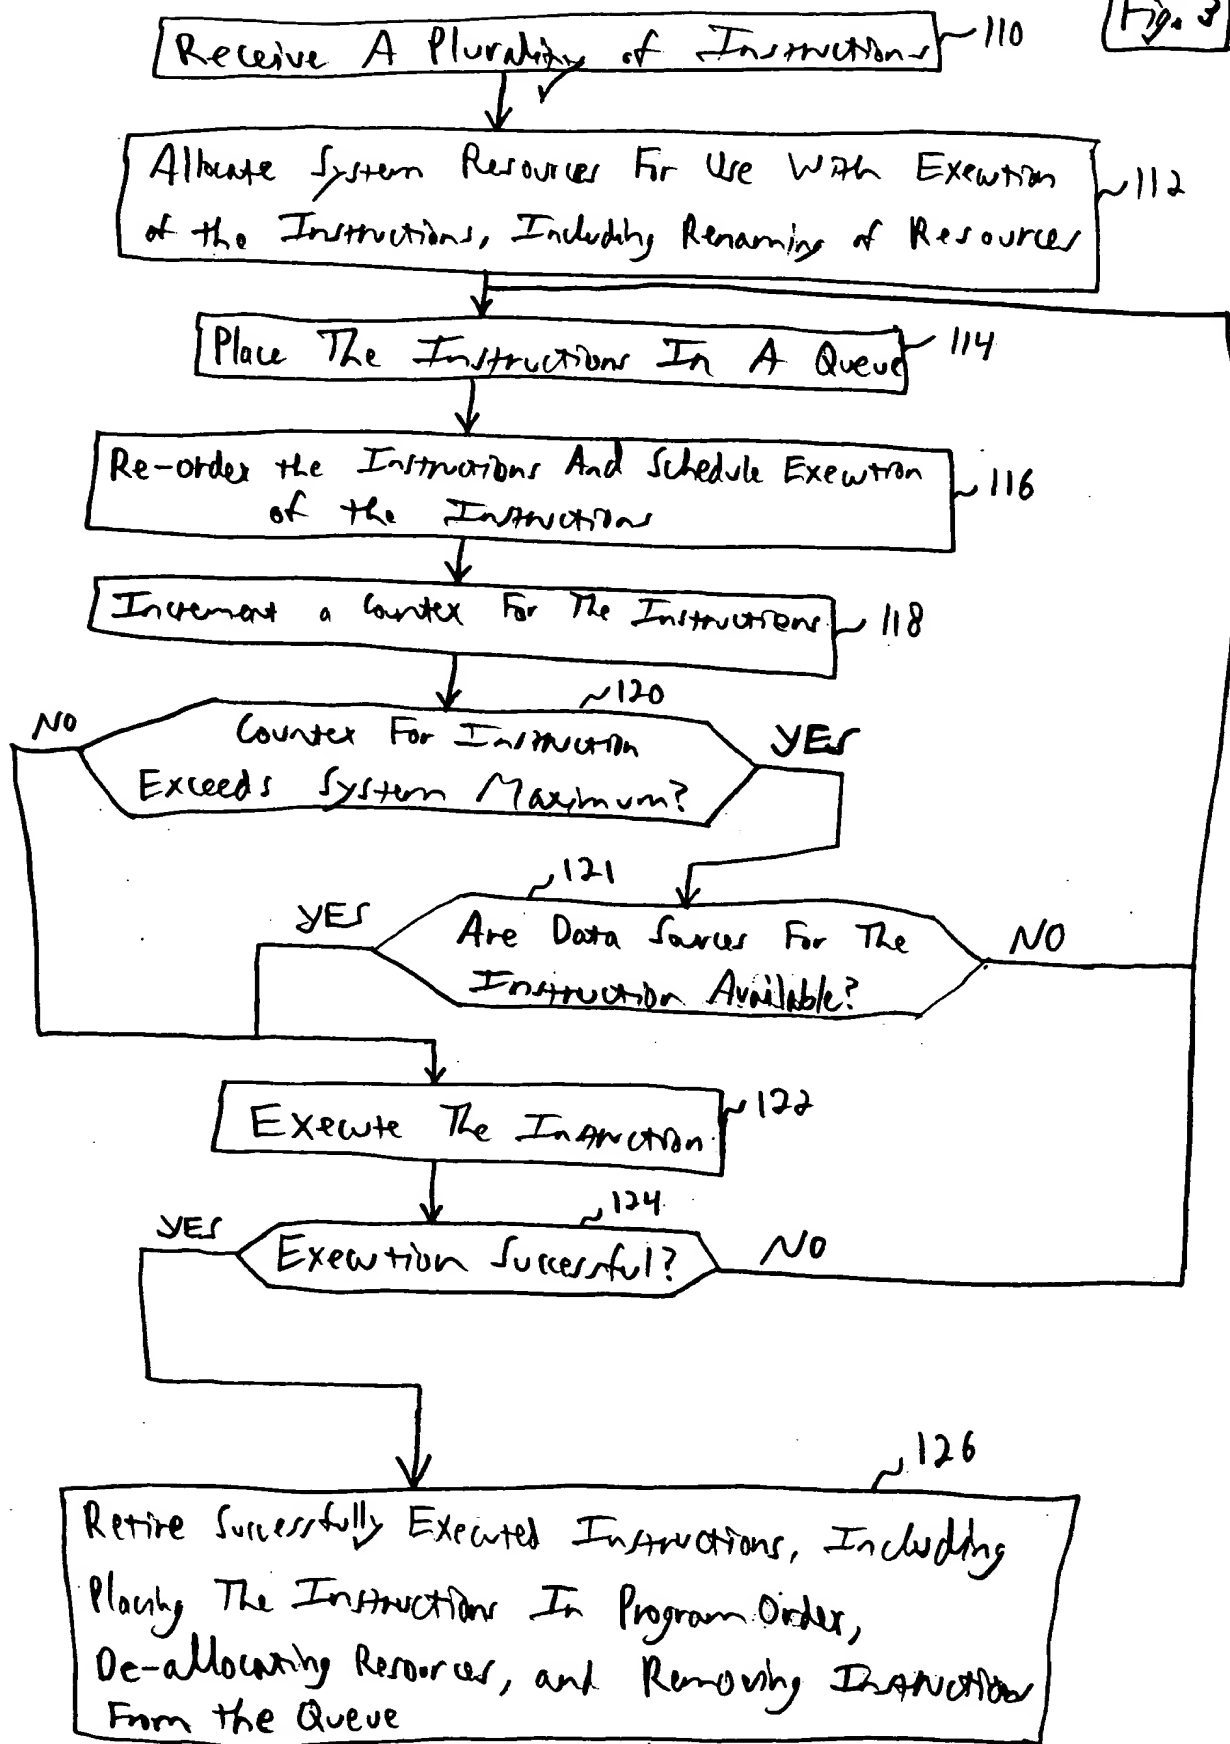 Fig. 3
Receive A Plurality of Instructions 110
Allocate System Resources For Use With Execution
of the Instructions, Including Renaming of Resources
112
Place The Instructions In A Queue 114
Re-order the Instructions And Schedule Execution
of the Instructions
116
Increment a Counter For The Instructions 118
120
NO
Counter For Instruction
Exceeds System Maximum?
YES
121
YES
Are Data Sources For The
Instruction Available?
NO
Execute The Instruction 122
124
YES
Execution Successful?
NO
126
Retire Successfully Executed Instructions, Including
Placing The Instructions In Program Order,
De-allocating Resources, and Removing Instructions
From the Queue